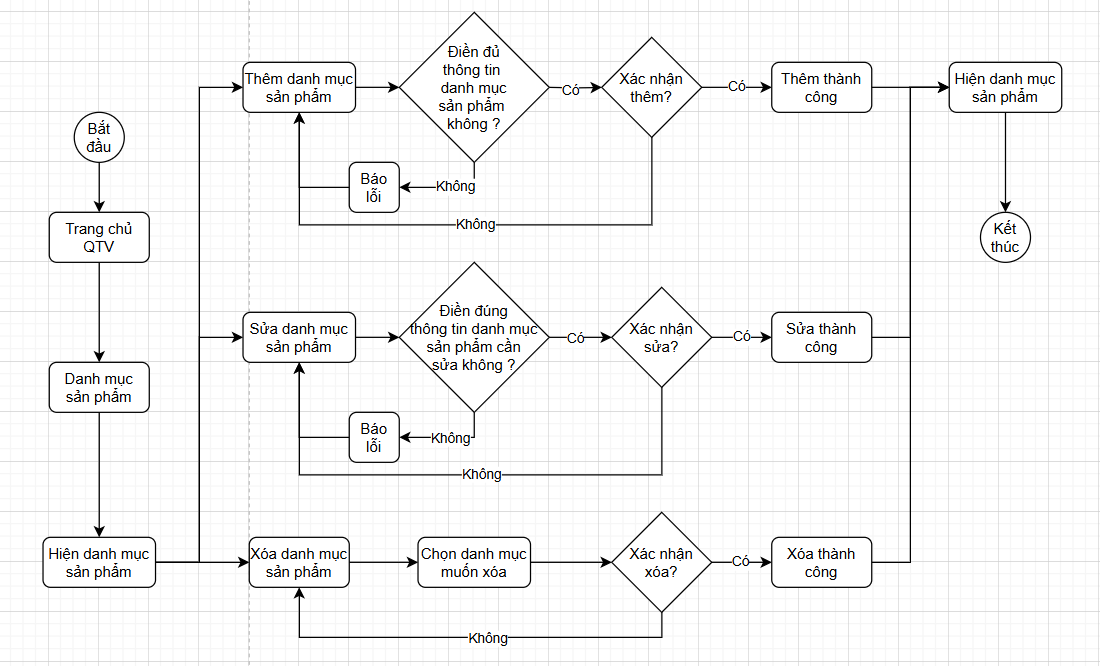 Bắt
đầu
Trang chủ
QTV
Danh mục
sản phẩm
Hiện danh mục
sản phẩm
Thêm danh mục
sản phẩm
Điền đủ
thông tin
danh mục
sản phẩm
không ?
Có
Xác nhận
thêm?
Có
Thêm thành
công
Hiện danh mục
sản phẩm
Báo
lỗi
Không
Không
Kết
thúc
Sửa danh mục
sản phẩm
Điền đúng
thông tin danh mục
sản phẩm cần
sửa không ?
Có
Xác nhận
sửa?
Có
Sửa thành
công
Báo
lỗi
Không
Không
Xóa danh mục
sản phẩm
Chọn danh mục
muốn xóa
Xác nhận
xóa?
Có
Xóa thành
công
Không